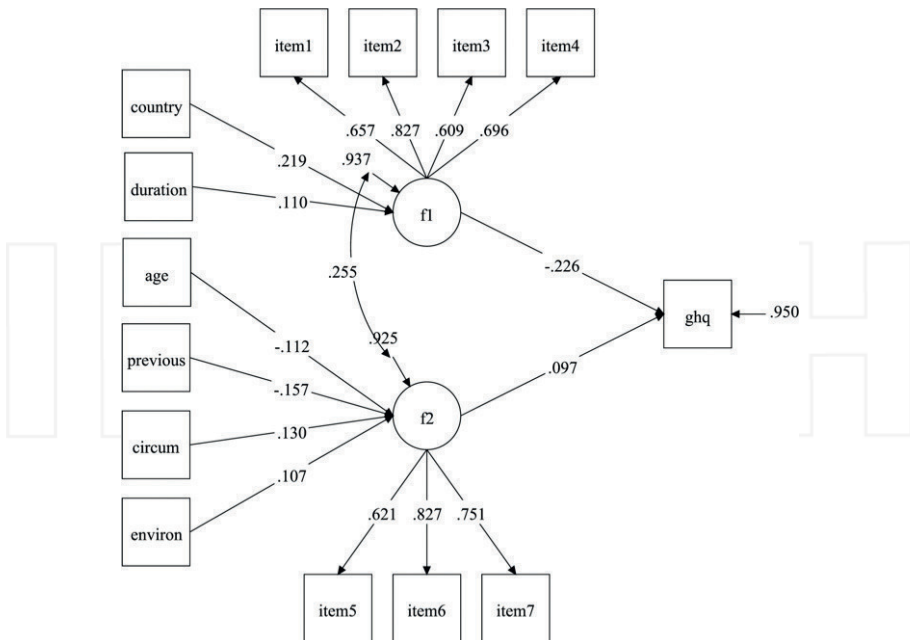 item1 item2 item3 item4
country
.657 .827 .609 .696
.219 .937
duration
.110
f1
age
.255
-.226
ghq
.950
.925
-.112
previous
-.157
.097
circum
.130
f2
.107
environ
.621 .827 .751
item5 item6 item7